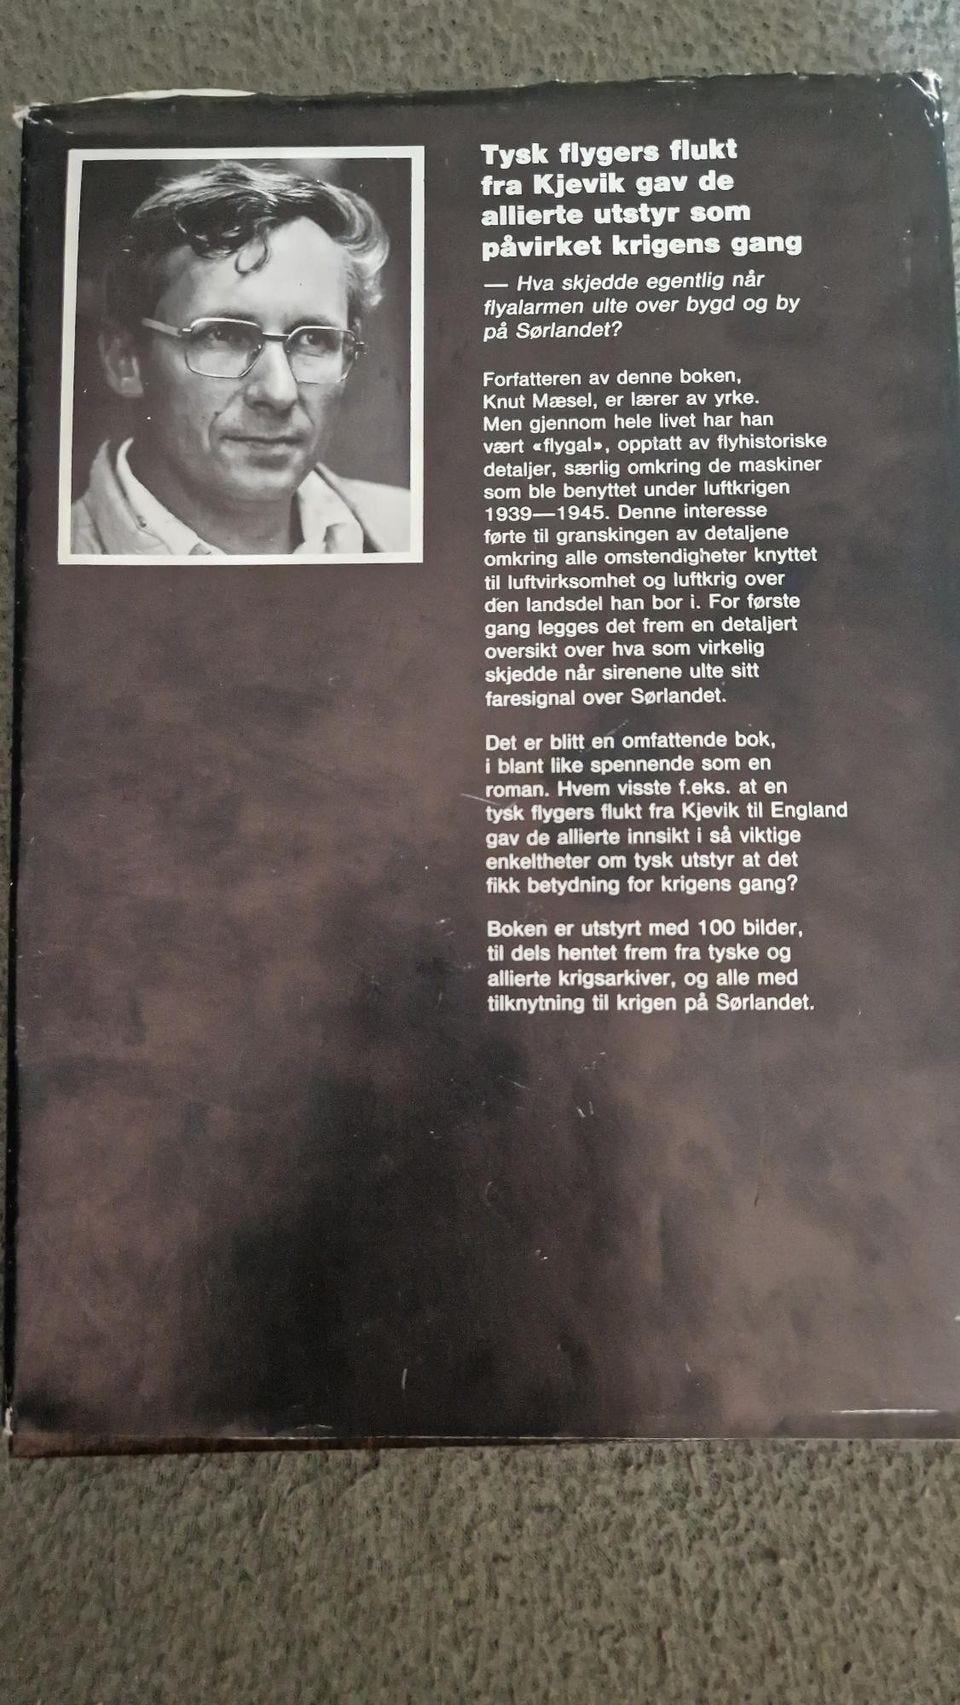 Tysk flygers flukt
fra Kjevik gav de
allierte utstyr som
påvirket krigens gang
— Hva skjedde egentlig når
flyalarmen ulte over bygd og by
på Sørlandet?
Forfatteren av denne boken,
Knut Mæsel, er lærer av yrke.
Men gjennom hele livet har han
vært «flygal», opptatt av flyhistoriske
detaljer, særlig omkring de maskiner
som ble benyttet under luftkrigen
1939—1945. Denne interesse
førte til granskingen av detaljene
omkring alle omstendigheter knyttet
til luftvirksomhet og luftkrig over
den landsdel han bor i. For første
gang legges det frem en detaljert
oversikt over hva som virkelig
skjedde når sirenene ulte sitt
faresignal over Sørlandet.
Det er blitt en omfattende bok,
i blant like spennende som en
roman. Hvem visste f.eks. at en
tysk flygers flukt fra Kjevik til England
gav de allierte innsikt i så viktige
enkeltheter om tysk utstyr at det
fikk betydning for krigens gang?
Boken er utstyrt med 100 bilder,
til dels hentet frem fra tyske og
allierte krigsarkiver, og alle med
tilknytning til krigen på Sørlandet.